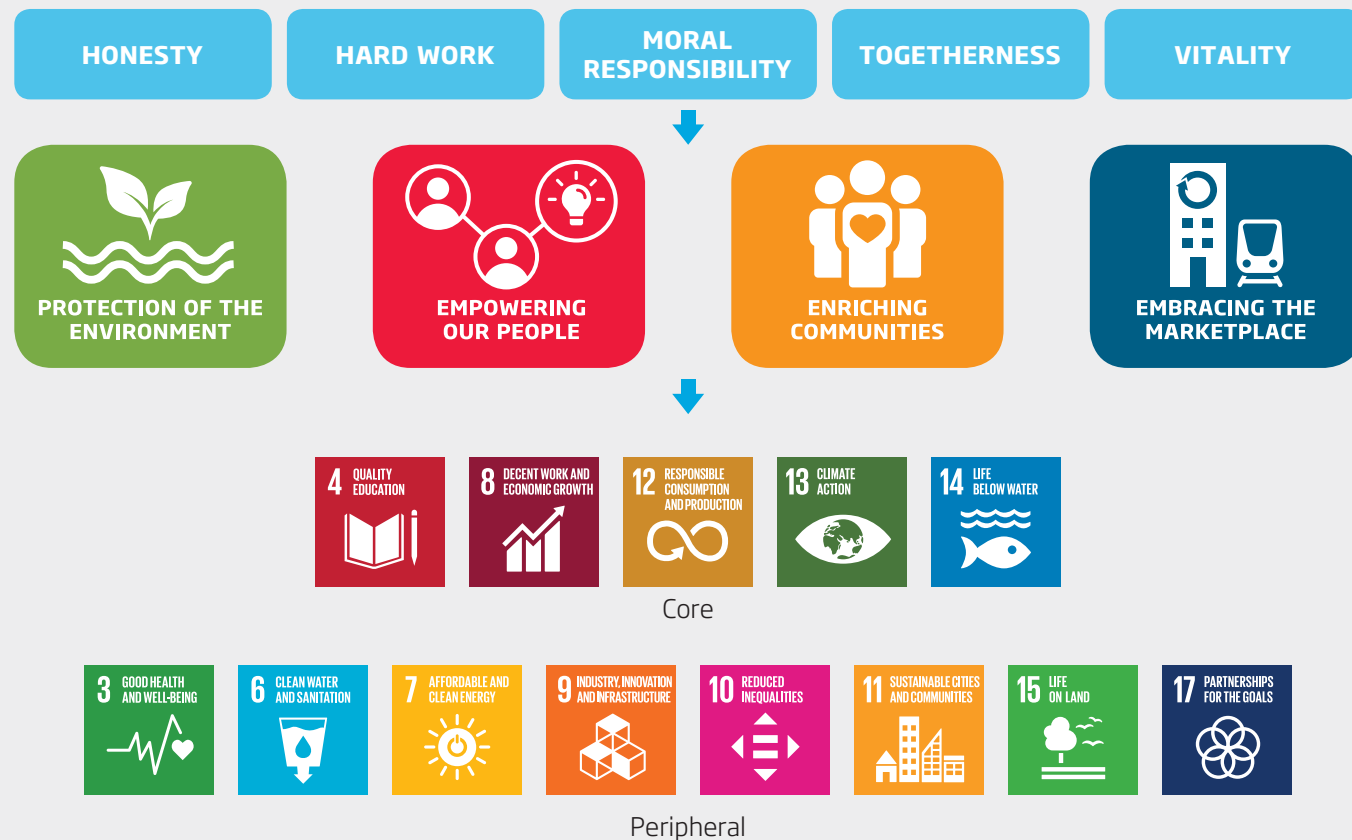 HONESTY
HARD WORK
MORAL
RESPONSIBILITY
TOGETHERNESS
VITALITY
PROTECTION OF THE
ENVIRONMENT
EMPOWERING
OUR PEOPLE
ENRICHING
COMMUNITIES
EMBRACING THE
MARKETPLACE
4 QUALITY
EDUCATION
8 DECENT WORK AND
ECONOMIC GROWTH
12 RESPONSIBLE
CONSUMPTION
AND PRODUCTION
13 CLIMATE
ACTION
14 LIFE
BELOW WATER
Core
3 GOOD HEALTH
AND WELL-BEING
6 CLEAN WATER
AND SANITATION
7 AFFORDABLE AND
CLEAN ENERGY
9 INDUSTRY, INNOVATION
AND INFRASTRUCTURE
10 REDUCED
INEQUALITIES
11 SUSTAINABLE CITIES
AND COMMUNITIES
15 LIFE
ON LAND
17 PARTNERSHIPS
FOR THE GOALS
Peripheral